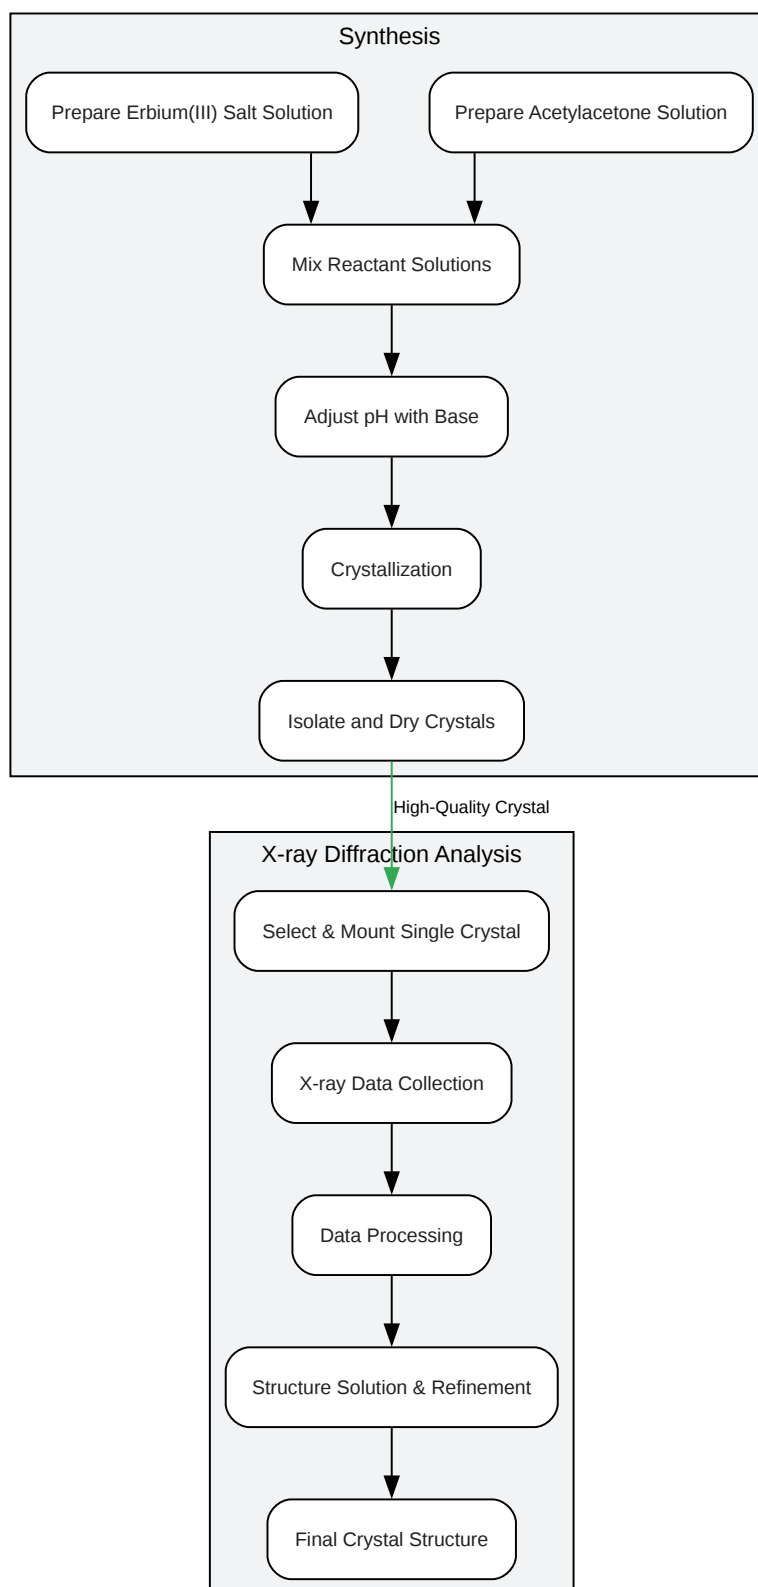 Synthesis
Prepare Erbium(III) Salt Solution
Prepare Acetylacetone Solution
Mix Reactant Solutions
Adjust pH with Base
Crystallization
Isolate and Dry Crystals
High-Quality Crystal
X-ray Diffraction Analysis
Select & Mount Single Crystal
X-ray Data Collection
Data Processing
Structure Solution & Refinement
Final Crystal Structure